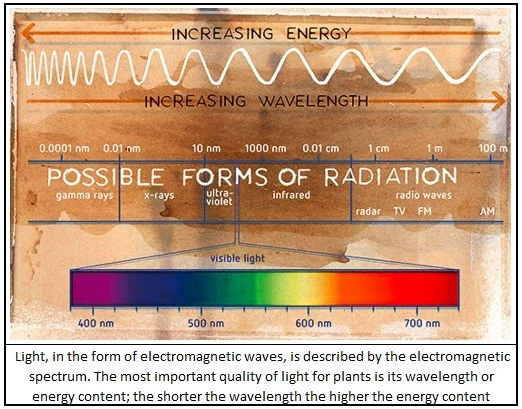 INCREASING ENERGY
INCREASING WAVELENGTH
0.0001 nm 0.01 nm 10 nm 1000 nm 0.01 cm 1 cm 1 m 100 m
POSSIBLE FORMS OF RADIATION
gamma rays x-rays ultra-violet infrared radio waves
radar TV FM AM
visible light
400 nm 500 nm 600 nm 700 nm
Light, in the form of electromagnetic waves, is described by the electromagnetic
spectrum. The most important quality of light for plants is its wavelength or
energy content; the shorter the wavelength the higher the energy content